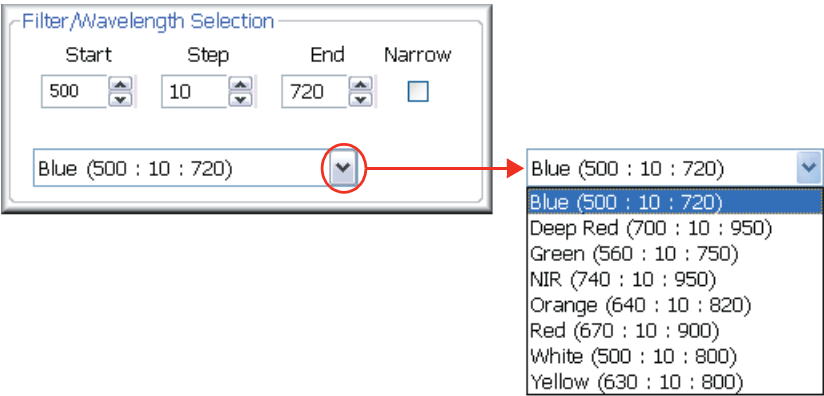 Filter/Wavelength Selection
Start Step End Narrow
500 10 720
Blue (500 : 10 : 720)
Blue (500 : 10 : 720)
Blue (500 : 10 : 720)
Deep Red (700 : 10 : 950)
Green (560 : 10 : 750)
NIR (740 : 10 : 950)
Orange (640 : 10 : 820)
Red (670 : 10 : 900)
White (500 : 10 : 800)
Yellow (630 : 10 : 800)